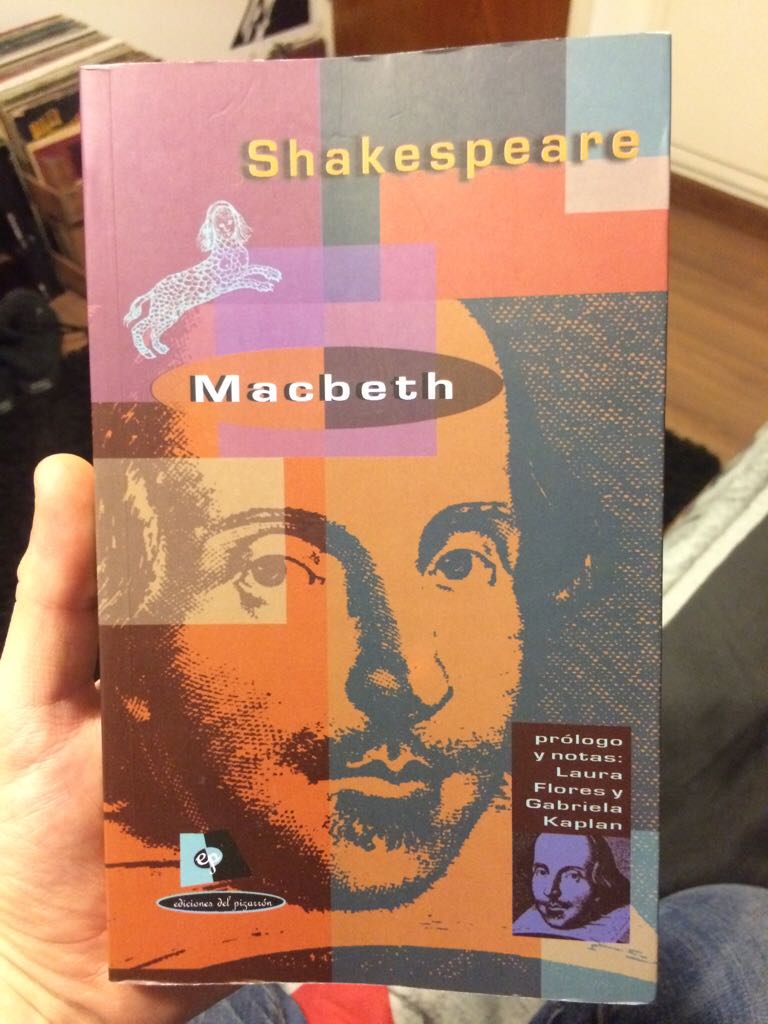 Shakespeare
Macbeth
prólogo
y notas:
Laura
Flores y
Gabriela
Kaplan
ep
ediciones del pizarrón